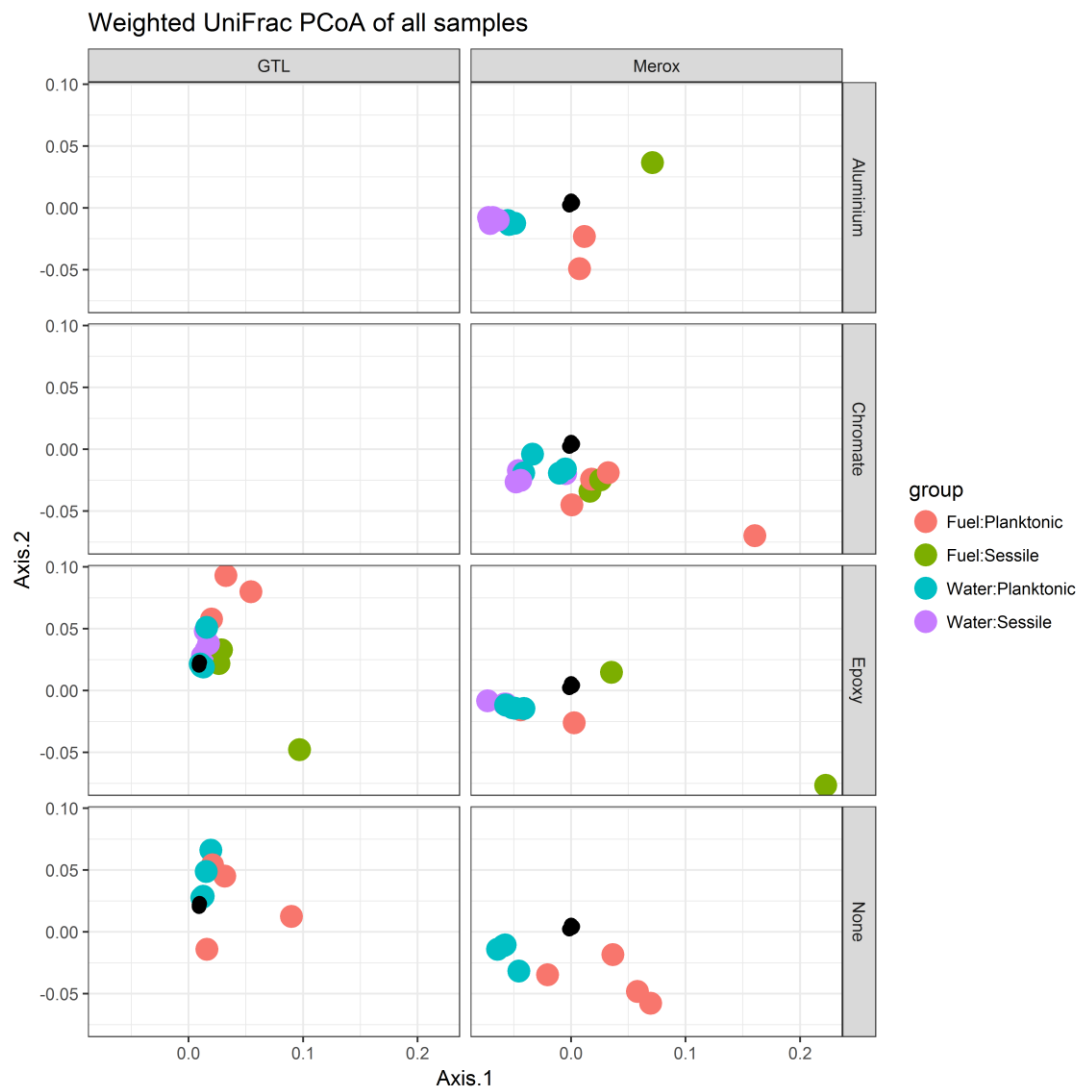 Weighted UniFrac PCoA of all samples
GTL
Merox
0.10
0.05
0.00
-0.05
Aluminium
0.10
0.05
0.00
-0.05
Chromate
0.10
0.05
0.00
-0.05
Epoxy
0.10
0.05
0.00
-0.05
None
Axis.2
0.0
0.1
0.2
0.0
0.1
0.2
Axis.1
group
Fuel:Planktonic
Fuel:Sessile
Water:Planktonic
Water:Sessile